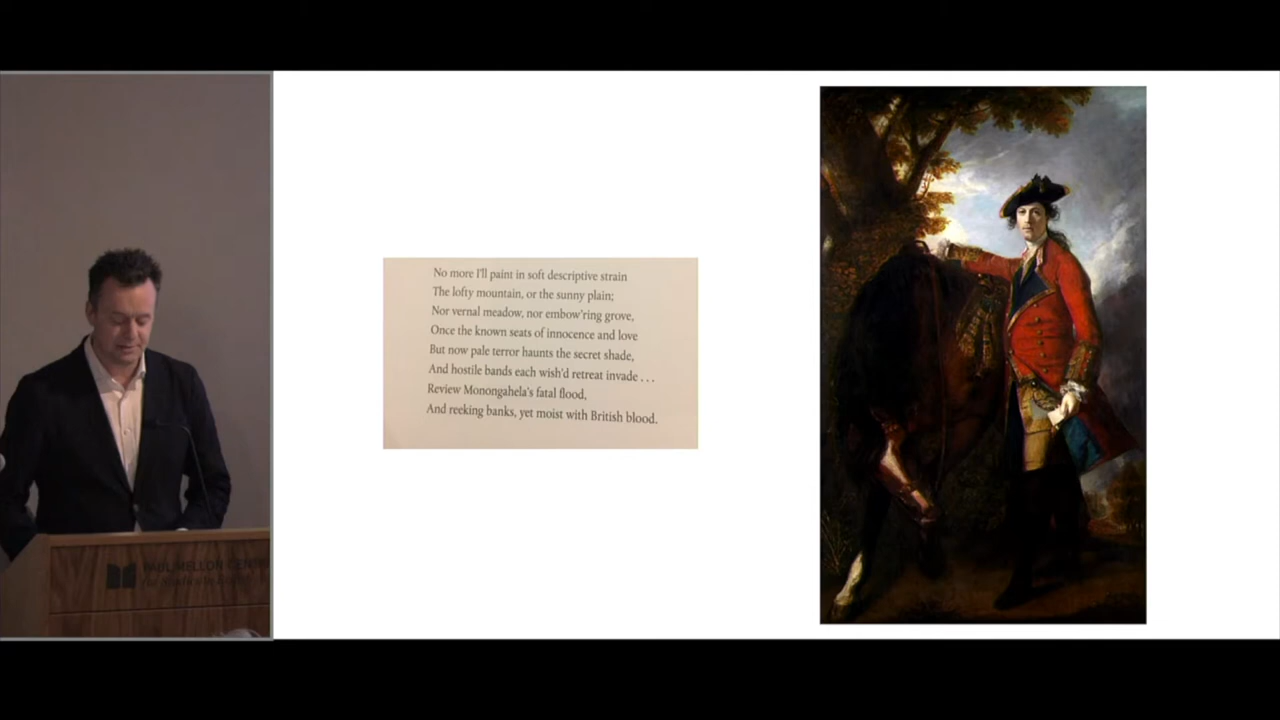 No more I'll paint in soft descriptive strain
The lofty mountain, or the sunny plain;
Nor vernal meadow, nor embow'ring grove,
Once the known seats of innocence and love
But now pale terror haunts the secret shade,
And hostile bands each wish'd retreat invade . . .
Review Monongahela's fatal flood,
And reeking banks, yet moist with British blood.
PAUL MELLON CENTRE